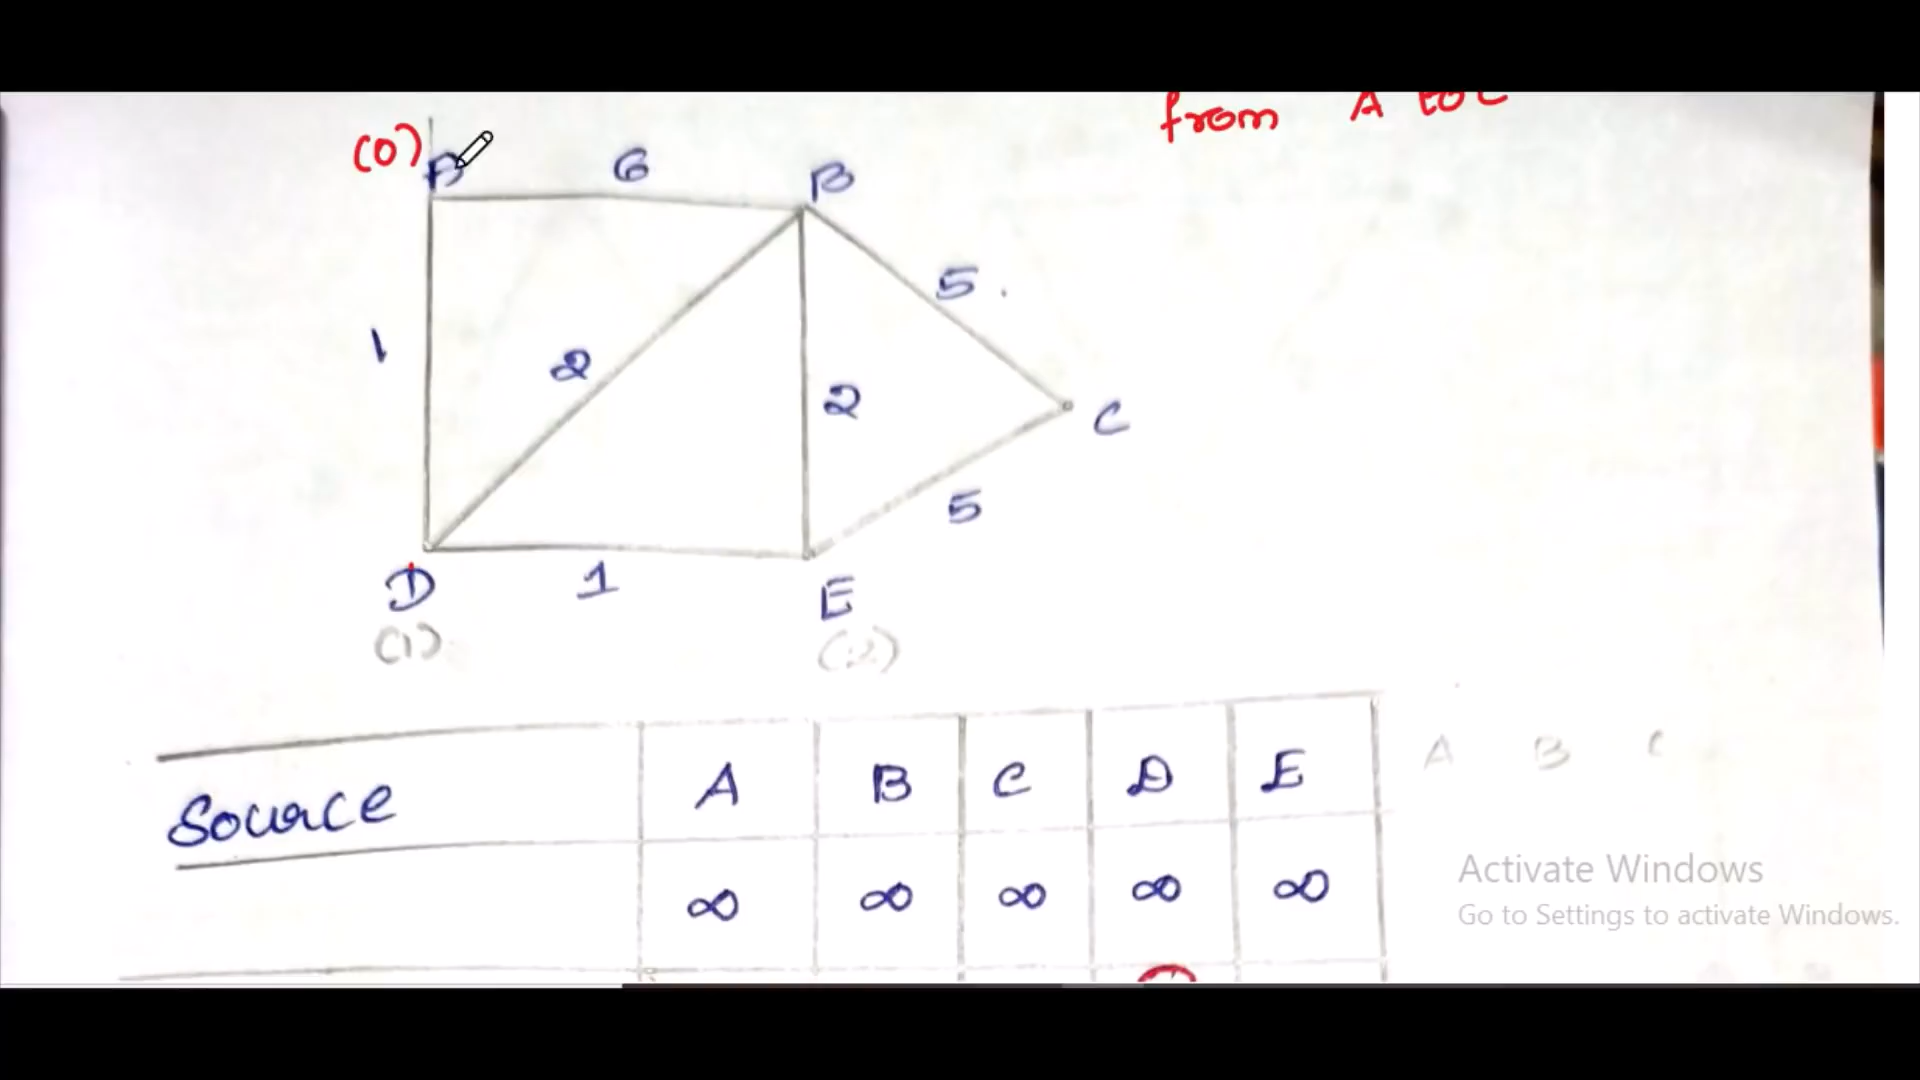 from A to C
(0) A 6 B
5
1 2 2 C
5
D 1 E
(1) (2)
Source A B C D E A B C
∞ ∞ ∞ ∞ ∞
Activate Windows
Go to Settings to activate Windows.